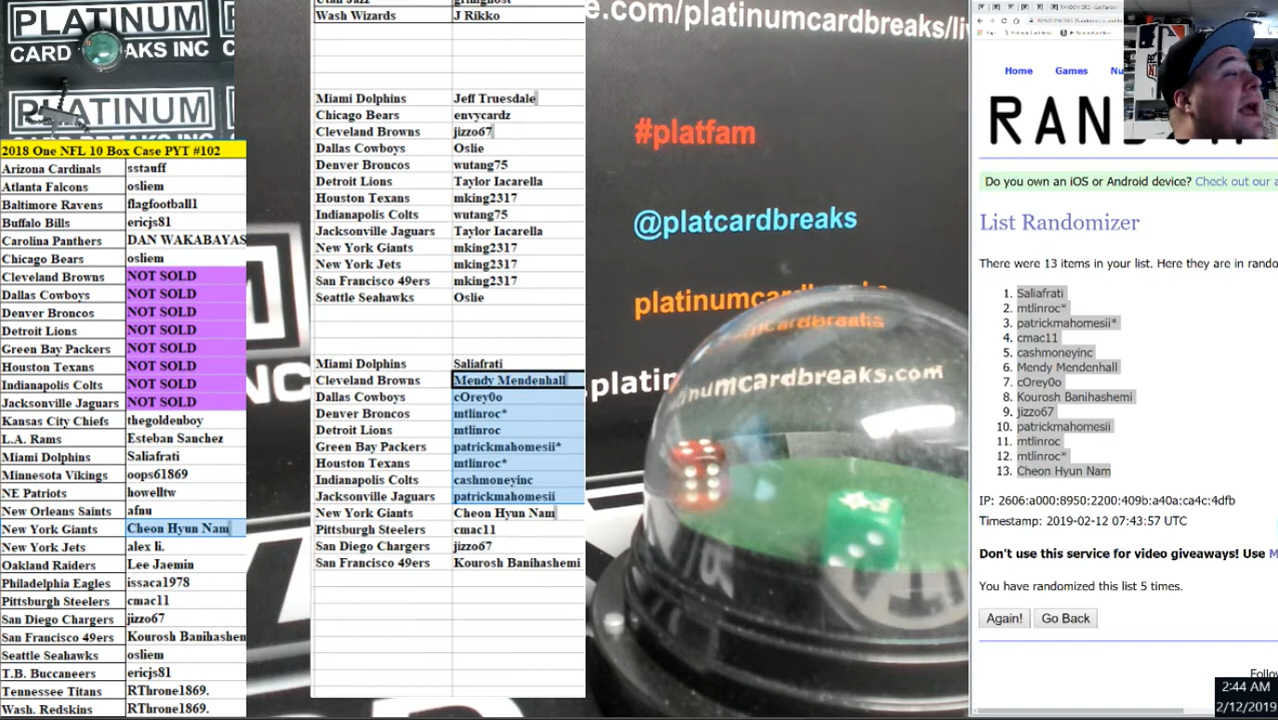 PLATINUM
CARD BREAKS INC
PLATINUM
2018 One NFL 10 Box Case PYT #102
Arizona Cardinals sstauff
Atlanta Falcons osliem
Baltimore Ravens flagfootball1
Buffalo Bills ericjs81
Carolina Panthers DAN WAKABAYAS
Chicago Bears osliem
Cleveland Browns NOT SOLD
Dallas Cowboys NOT SOLD
Denver Broncos NOT SOLD
Detroit Lions NOT SOLD
Green Bay Packers NOT SOLD
Houston Texans NOT SOLD
Indianapolis Colts NOT SOLD
Jacksonville Jaguars NOT SOLD
Kansas City Chiefs thegoldenboy
L.A. Rams Esteban Sanchez
Miami Dolphins Saliafrati
Minnesota Vikings oops61869
NE Patriots howelltw
New Orleans Saints afnu
New York Giants Cheon Hyun Nam
New York Jets alex li.
Oakland Raiders Lee Jaemin
Philadelphia Eagles issaca1978
Pittsburgh Steelers cmac11
San Diego Chargers jizzo67
San Francisco 49ers Kourosh Banihashem
Seattle Seahawks osliem
T.B. Buccaneers ericjs81
Tennessee Titans RThrone1869.
Wash. Redskins RThrone1869.
Wash Wizards J Rikko
Miami Dolphins Jeff Truesdale
Chicago Bears envycardz
Cleveland Browns jizzo67
Dallas Cowboys Oslie
Denver Broncos wutang75
Detroit Lions Taylor Iacarella
Houston Texans mking2317
Indianapolis Colts wutang75
Jacksonville Jaguars Taylor Iacarella
New York Giants mking2317
New York Jets mking2317
San Francisco 49ers mking2317
Seattle Seahawks Oslie
Miami Dolphins Saliafrati
Cleveland Browns Mendy Mendenhall
Dallas Cowboys cOrey0o
Denver Broncos mtlinroc*
Detroit Lions mtlinroc
Green Bay Packers patrickmahomesii*
Houston Texans mtlinroc*
Indianapolis Colts cashmoneyinc
Jacksonville Jaguars patrickmahomesii
New York Giants Cheon Hyun Nam
Pittsburgh Steelers cmac11
San Diego Chargers jizzo67
San Francisco 49ers Kourosh Banihashemi
e.com/platinumcardbreaks/liv
#platfam
@platcardbreaks
platinumcardbreaks
.platin
numcardbreaks.com
Home Games Nu
RAND
Do you own an iOS or Android device? Check out our a
List Randomizer
There were 13 items in your list. Here they are in rando
1. Saliafrati
2. mtlinroc*
3. patrickmahomesii*
4. cmac11
5. cashmoneyinc
6. Mendy Mendenhall
7. cOrey0o
8. Kourosh Banihashemi
9. jizzo67
10. patrickmahomesii
11. mtlinroc
12. mtlinroc*
13. Cheon Hyun Nam
IP: 2606:a000:8950:2200:409b:a40a:ca4c:4dfb
Timestamp: 2019-02-12 07:43:57 UTC
Don't use this service for video giveaways! Use M
You have randomized this list 5 times.
Again! Go Back
Follo
2:44 AM
2/12/2019